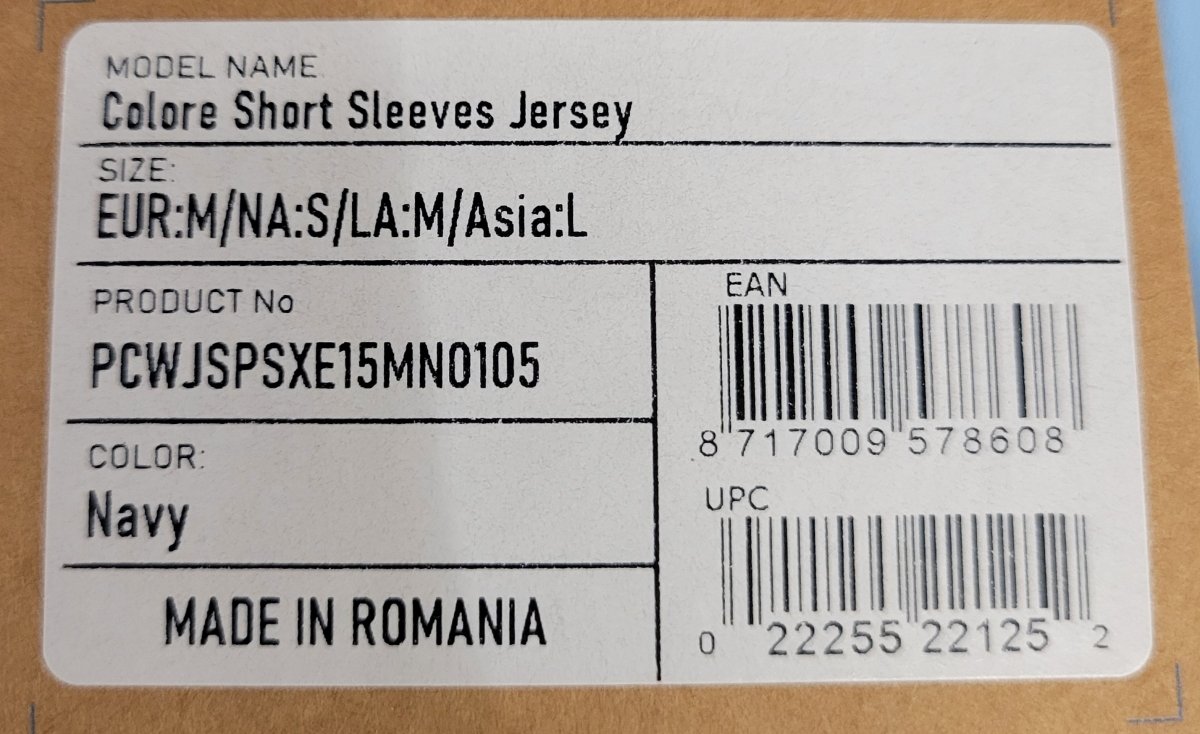 MODEL NAME
Colore Short Sleeves Jersey
SIZE:
EUR:M/NA:S/LA:M/Asia:L
PRODUCT No
PCWJSPSXE15MN0105
COLOR:
Navy
MADE IN ROMANIA
EAN
8 717009 578608
UPC
0 22255 22125 2